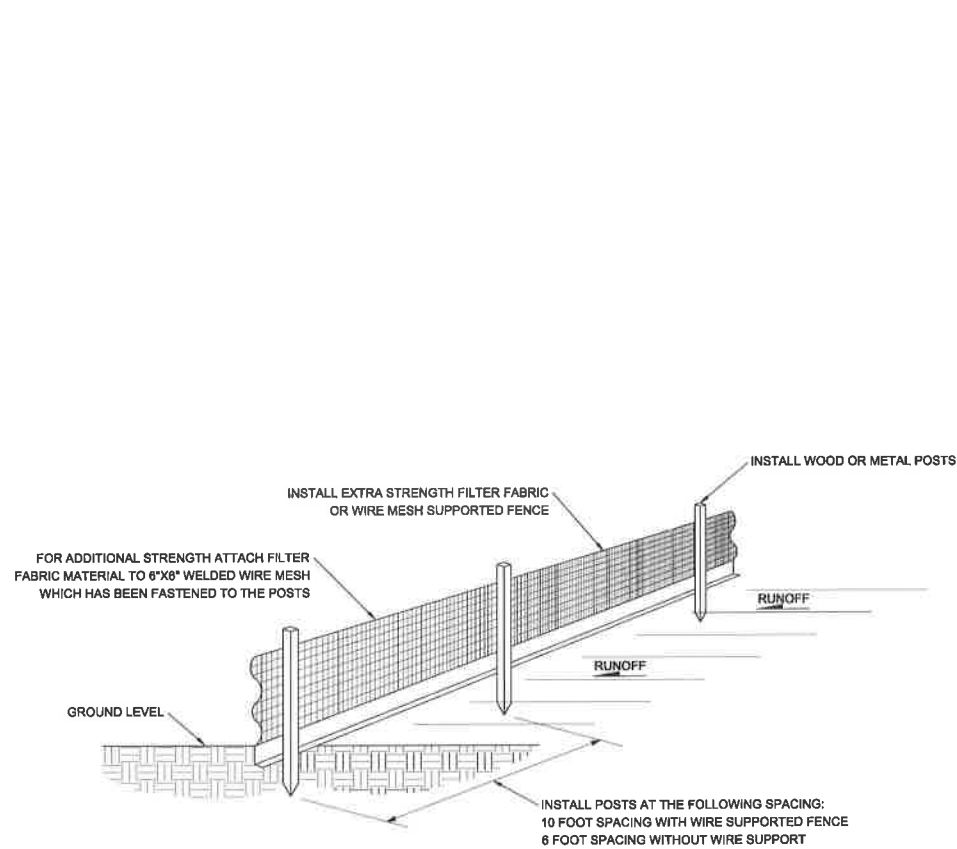 INSTALL WOOD OR METAL POSTS
INSTALL EXTRA STRENGTH FILTER FABRIC
OR WIRE MESH SUPPORTED FENCE
FOR ADDITIONAL STRENGTH ATTACH FILTER
FABRIC MATERIAL TO 6"X6" WELDED WIRE MESH
WHICH HAS BEEN FASTENED TO THE POSTS
RUNOFF
RUNOFF
GROUND LEVEL
INSTALL POSTS AT THE FOLLOWING SPACING:
10 FOOT SPACING WITH WIRE SUPPORTED FENCE
6 FOOT SPACING WITHOUT WIRE SUPPORT